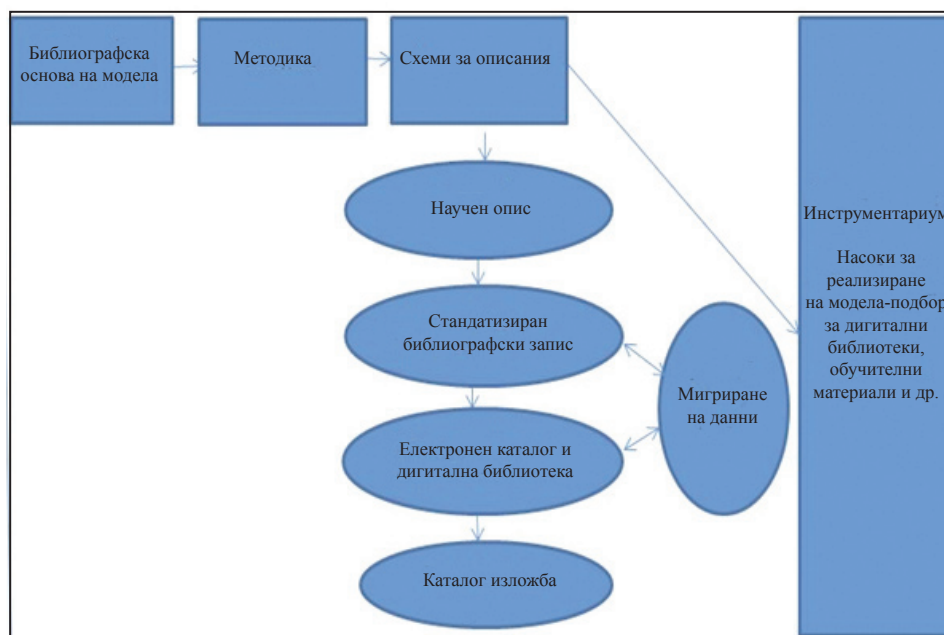 Библиографска
основа на модела
Методика
Схеми за описания
Научен опис
Стандатизиран
библиографски запис
Мигриране
на данни
Електронен каталог и
дигитална библиотека
Каталог изложба
Инструментариум
Насоки за
реализиране
на модела-подбор
за дигитални
библиотеки,
обучителни
материали и др.